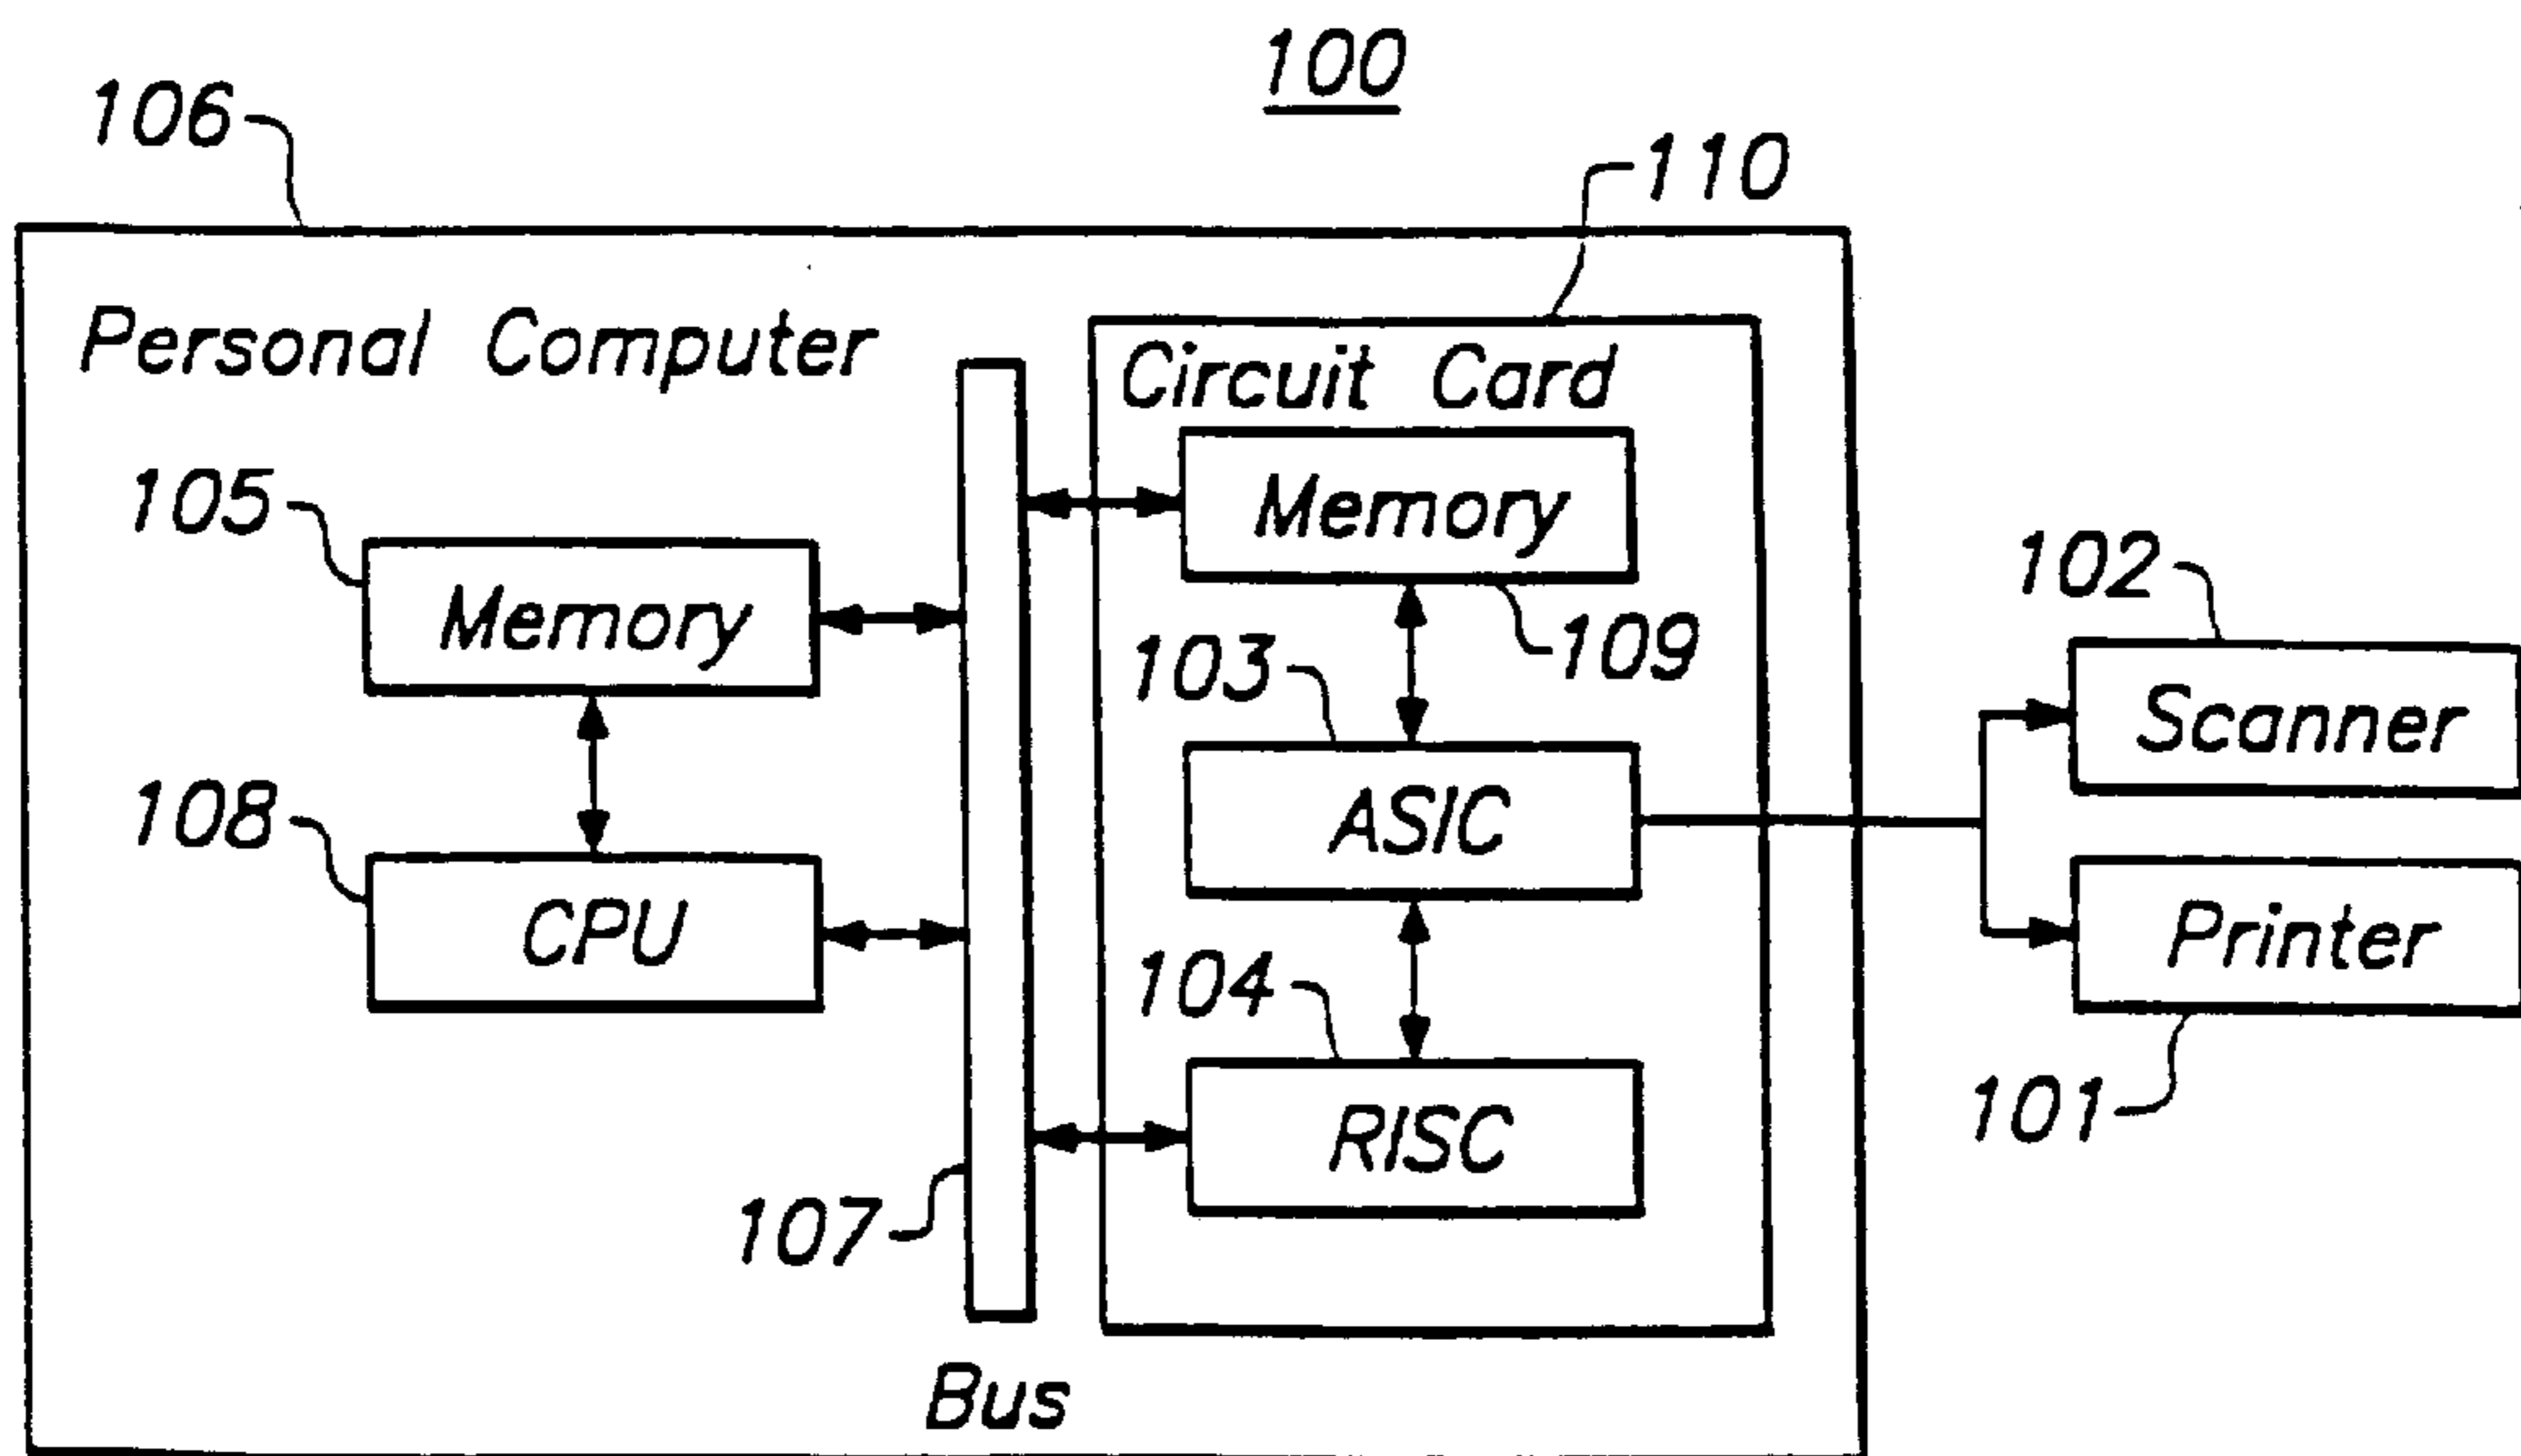 100
106
110
Personal Computer
Circuit Card
105
Memory
Memory
102
109
103
Scanner
108
ASIC
CPU
Printer
104
101
RISC
107
Bus